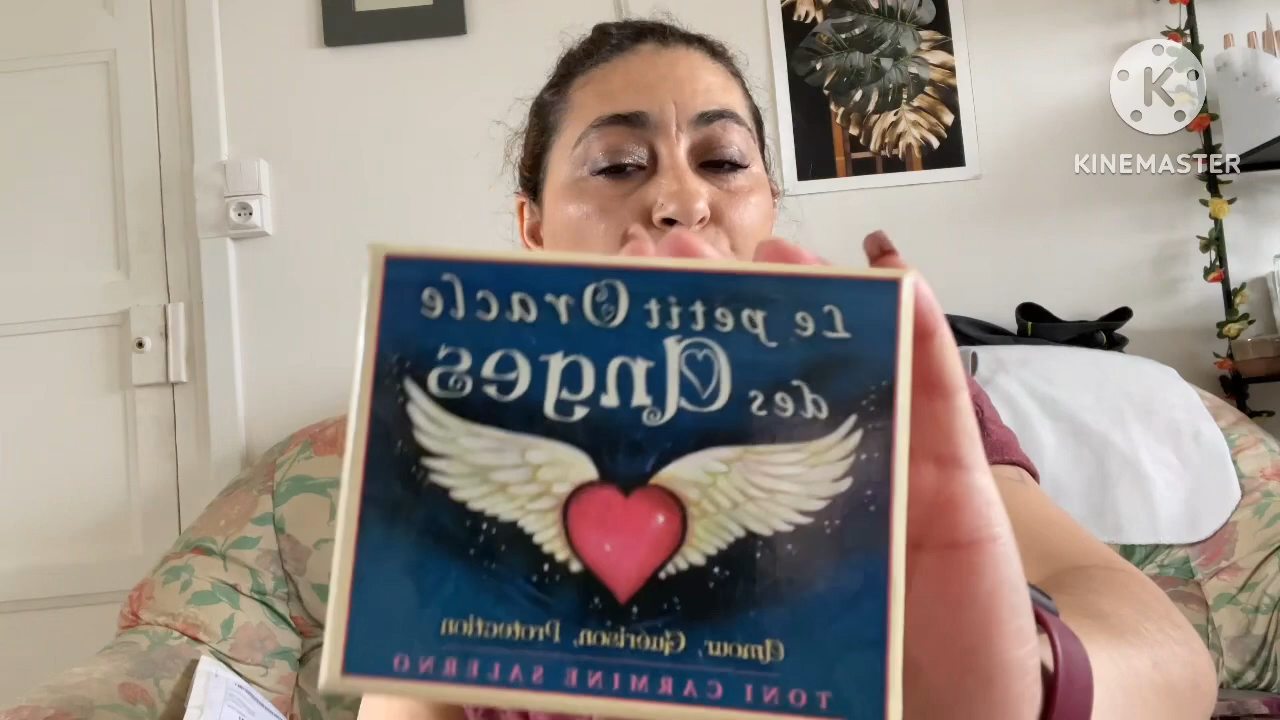 Le petit Oracle
des Anges
Amour, Guérison, Protection
TONI CARMINE SALERNO
K
KINEMASTER